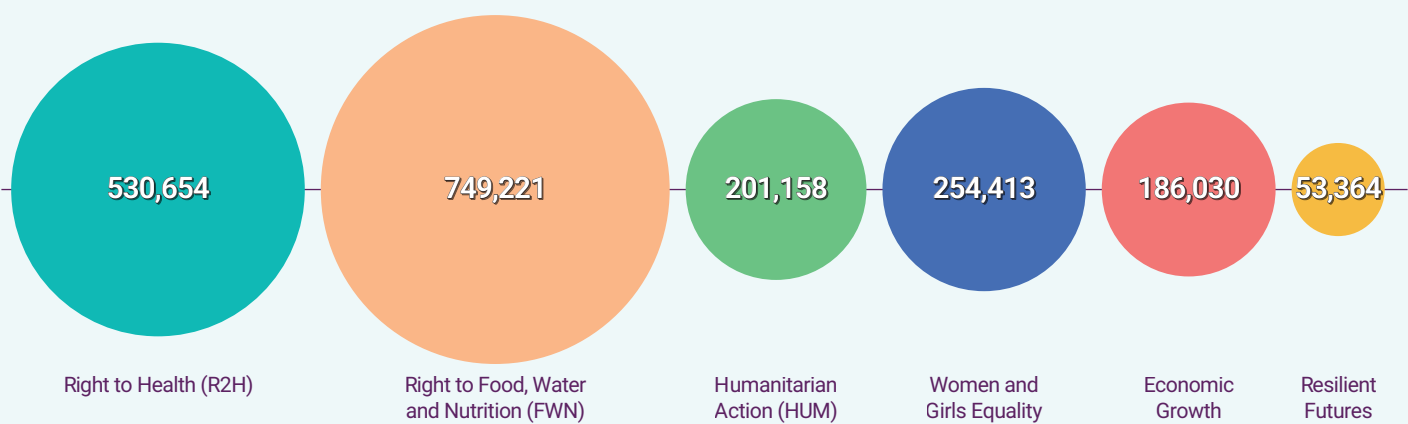 530,654
749,221
201,158
254,413
186,030
53,364
Right to Health (R2H)
Right to Food, Water
and Nutrition (FWN)
Humanitarian
Action (HUM)
Women and
Girls Equality
Economic
Growth
Resilient
Futures